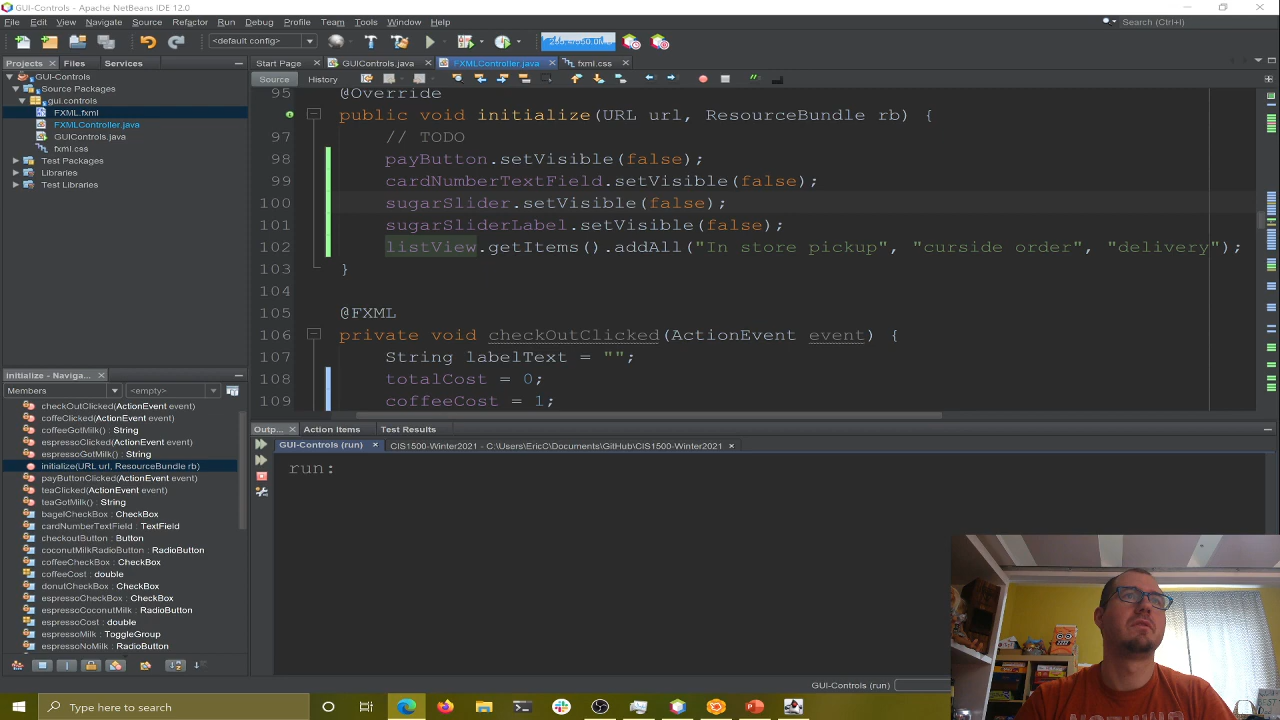 GUI-Controls - Apache NetBeans IDE 12.0
File Edit View Navigate Source Refactor Run Debug Profile Team Tools Window Help
Search (Ctrl+I)
<default config>
Projects Files Services
Start Page GUIControls.java FXMLController.java fxml.css
Source History
GUI-Controls
Source Packages
gui.controls
FXML.fxml
FXMLController.java
GUIControls.java
fxml.css
Test Packages
Libraries
Test Libraries
95 @Override
public void initialize(URL url, ResourceBundle rb) {
97 // TODO
98 payButton.setVisible(false);
99 cardNumberTextField.setVisible(false);
100 sugarSlider.setVisible(false);
101 sugarSliderLabel.setVisible(false);
102 listView.getItems().addAll("In store pickup", "curside order", "delivery");
103 }
104
105 @FXML
106 private void checkOutClicked(ActionEvent event) {
107 String labelText = "";
108 totalCost = 0;
109 coffeeCost = 1;
Initialize - Naviga...
Members <empty>
checkOutClicked(ActionEvent event)
coffeClicked(ActionEvent event)
coffeeGotMilk() : String
espressoClicked(ActionEvent event)
espressoGotMilk() : String
initialize(URL url, ResourceBundle rb)
payButtonClicked(ActionEvent event)
teaClicked(ActionEvent event)
teaGotMilk() : String
bagelCheckBox : CheckBox
cardNumberTextField : TextField
checkoutButton : Button
coconutMilkRadioButton : RadioButton
coffeeCheckBox : CheckBox
coffeeCost : double
donutCheckBox : CheckBox
espressoCheckBox : CheckBox
espressoCoconutMilk : RadioButton
espressoCost : double
espressoMilk : ToggleGroup
espressoNoMilk : RadioButton
Outp... Action Items Test Results
GUI-Controls (run) CIS1500-Winter2021 - C:\Users\EricC\Documents\GitHub\CIS1500-Winter2021
run:
GUI-Controls (run)
Type here to search